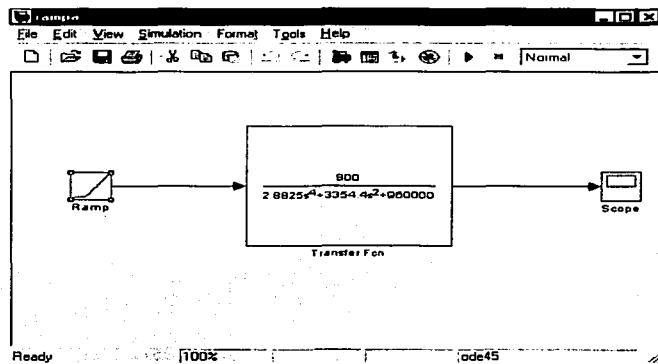 rampa
File Edit View Simulation Format Tools Help
Normal
800
2.8825s^4+3354.4s^2+960000
Ramp
Transfer Fcn
Scope
Ready 100% ode45